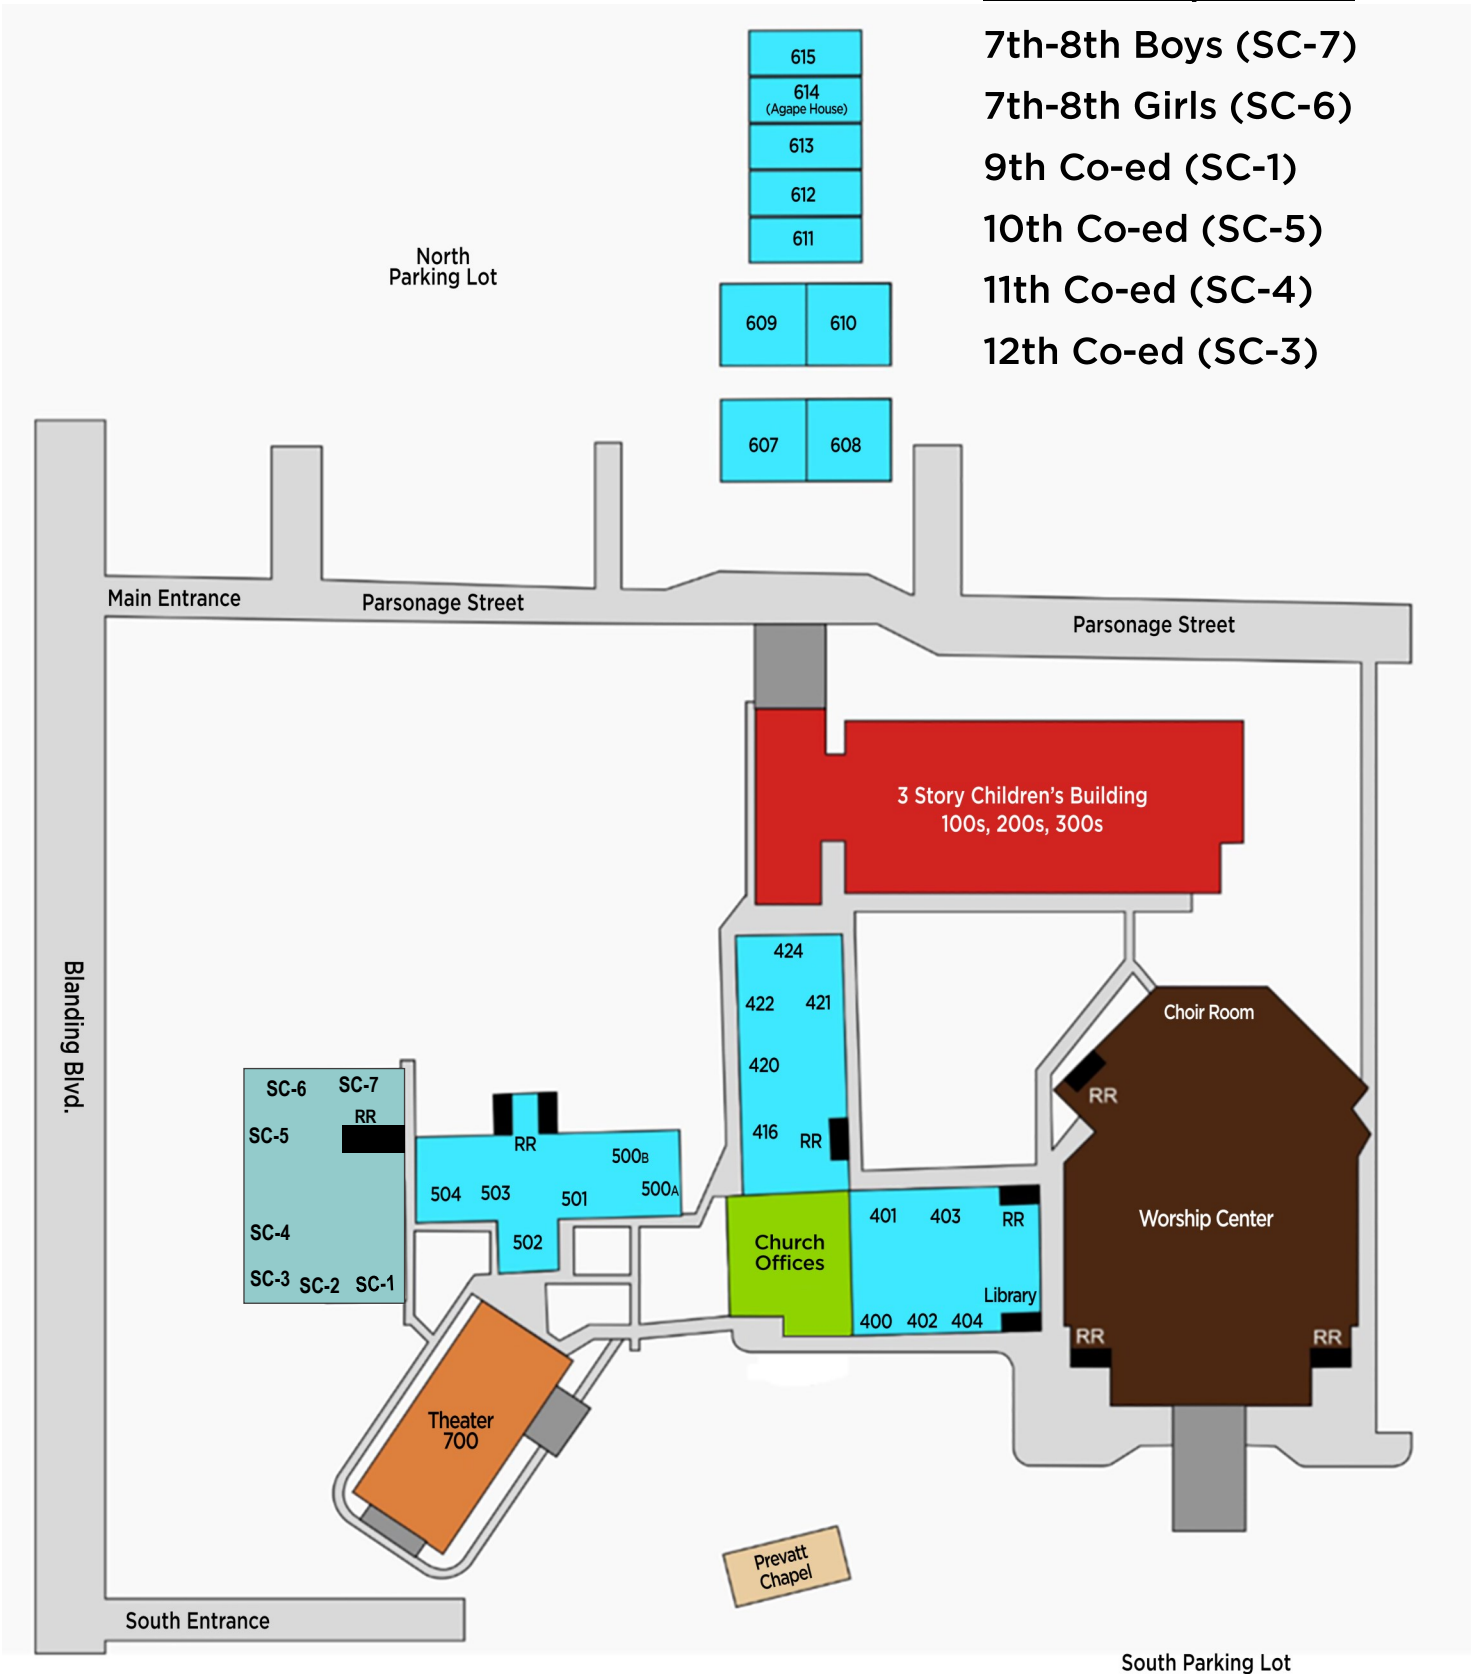 7th-8th Boys (SC-7)
7th-8th Girls (SC-6)
9th Co-ed (SC-1)
10th Co-ed (SC-5)
11th Co-ed (SC-4)
12th Co-ed (SC-3)
615
614
(Agape House)
613
612
611
North
Parking Lot
609
610
607
608
Main Entrance
Parsonage Street
Parsonage Street
3 Story Children's Building
100s, 200s, 300s
Blanding Blvd.
424
422
421
420
416
RR
Choir Room
RR
Worship Center
RR
RR
SC-6
SC-7
RR
SC-5
SC-4
SC-3
SC-2
SC-1
RR
500B
500A
504
503
501
502
Church
Offices
401
403
RR
Library
400
402
404
Theater
700
Prevatt
Chapel
South Entrance
South Parking Lot